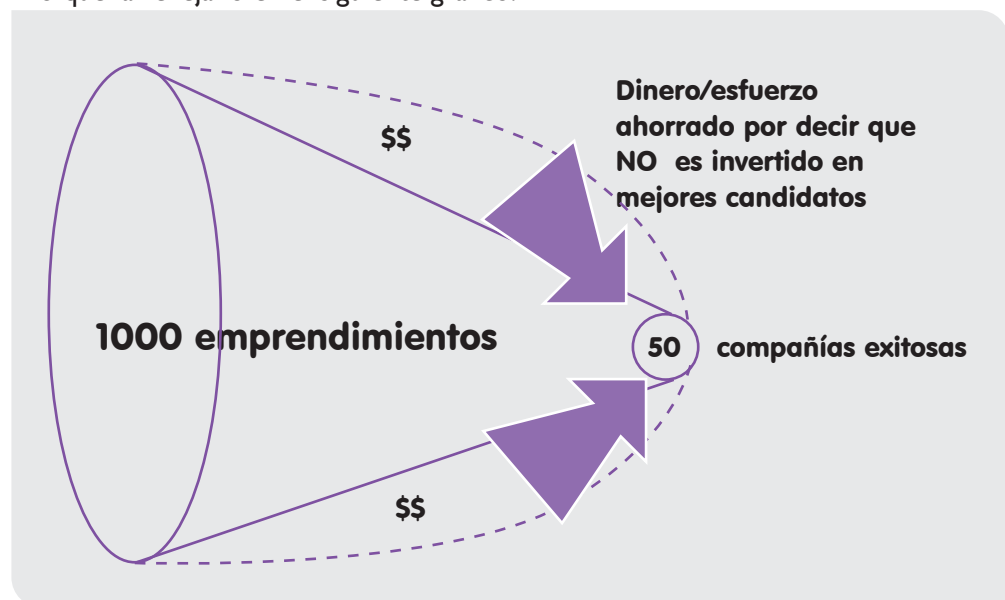 Dinero/esfuerzo
ahorrado por decir que
NO es invertido en
mejores candidatos
$$
1000 emprendimientos
50
compañías exitosas
$$